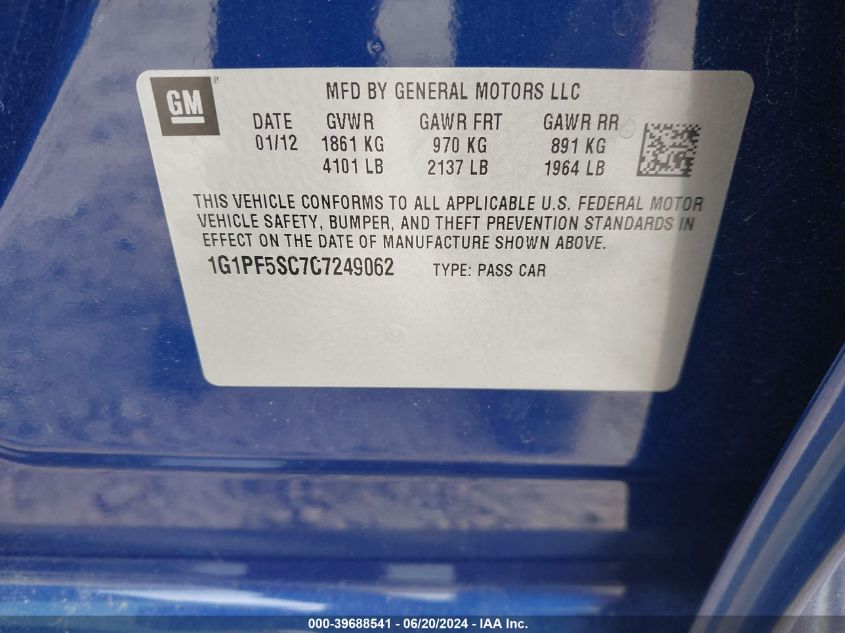 GM
MFD BY GENERAL MOTORS LLC
DATE GVWR GAWR FRT GAWR RR
01/12 1861 KG 970 KG 891 KG
4101 LB 2137 LB 1964 LB
THIS VEHICLE CONFORMS TO ALL APPLICABLE U.S. FEDERAL MOTOR
VEHICLE SAFETY, BUMPER, AND THEFT PREVENTION STANDARDS IN
EFFECT ON THE DATE OF MANUFACTURE SHOWN ABOVE.
1G1PF5SC7C7249062 TYPE: PASS CAR
000-39688541 - 06/20/2024 - IAA Inc.